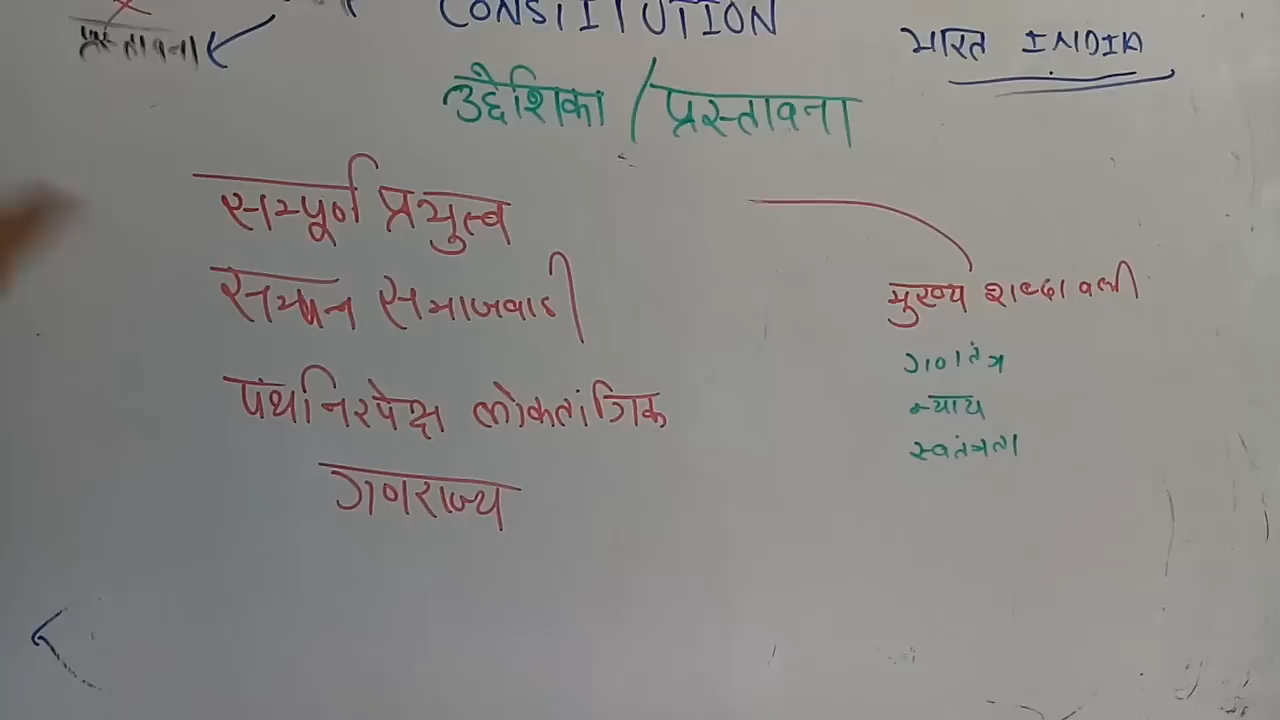 CONSTITUTION
प्रस्तावना
भारत INDIA
उद्देशिका / प्रस्तावना
सम्पूर्ण प्रभुत्व
सम्पन्न समाजवादी
पंथनिरपेक्ष लोकतांत्रिक
गणराज्य
मुख्य शब्दावली
गणतंत्र
न्याय
स्वतंत्रता